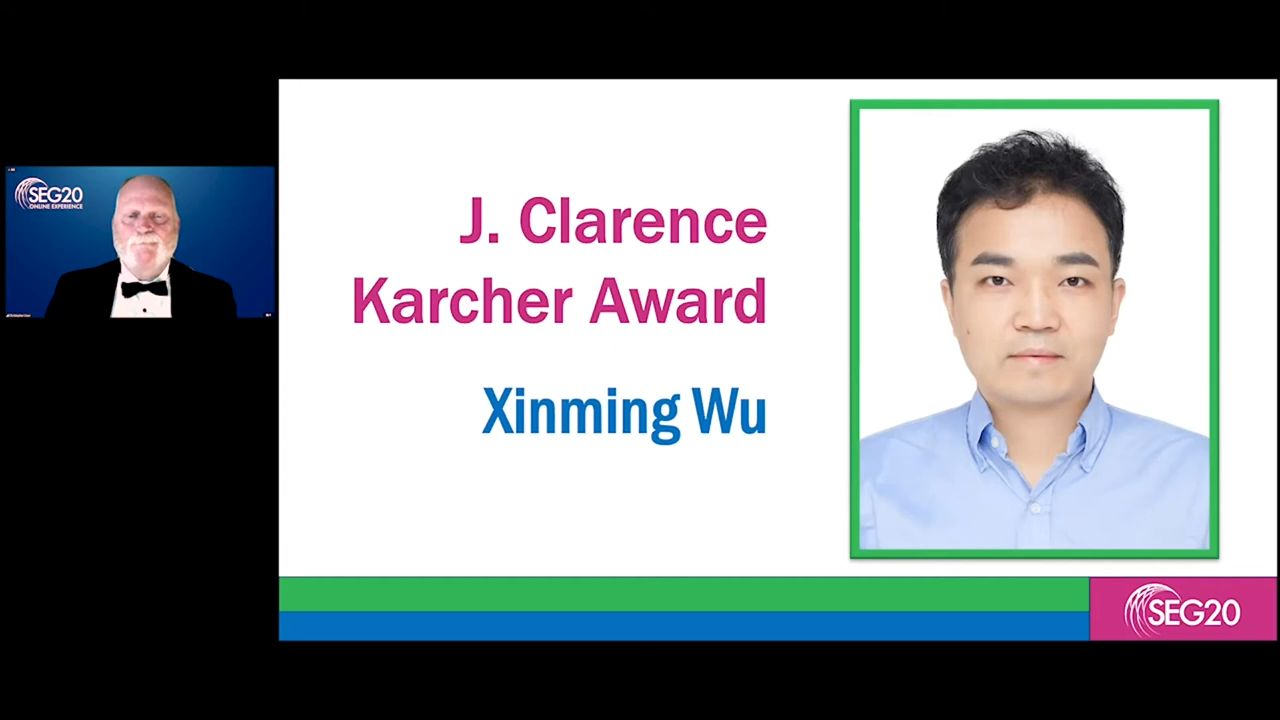 SEG20
ONLINE EXPERIENCE
J. Clarence
Karcher Award
Xinming Wu
SEG20